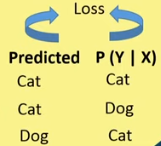 Loss
Predicted P (Y | X)
Cat Cat
Cat Dog
Dog Cat